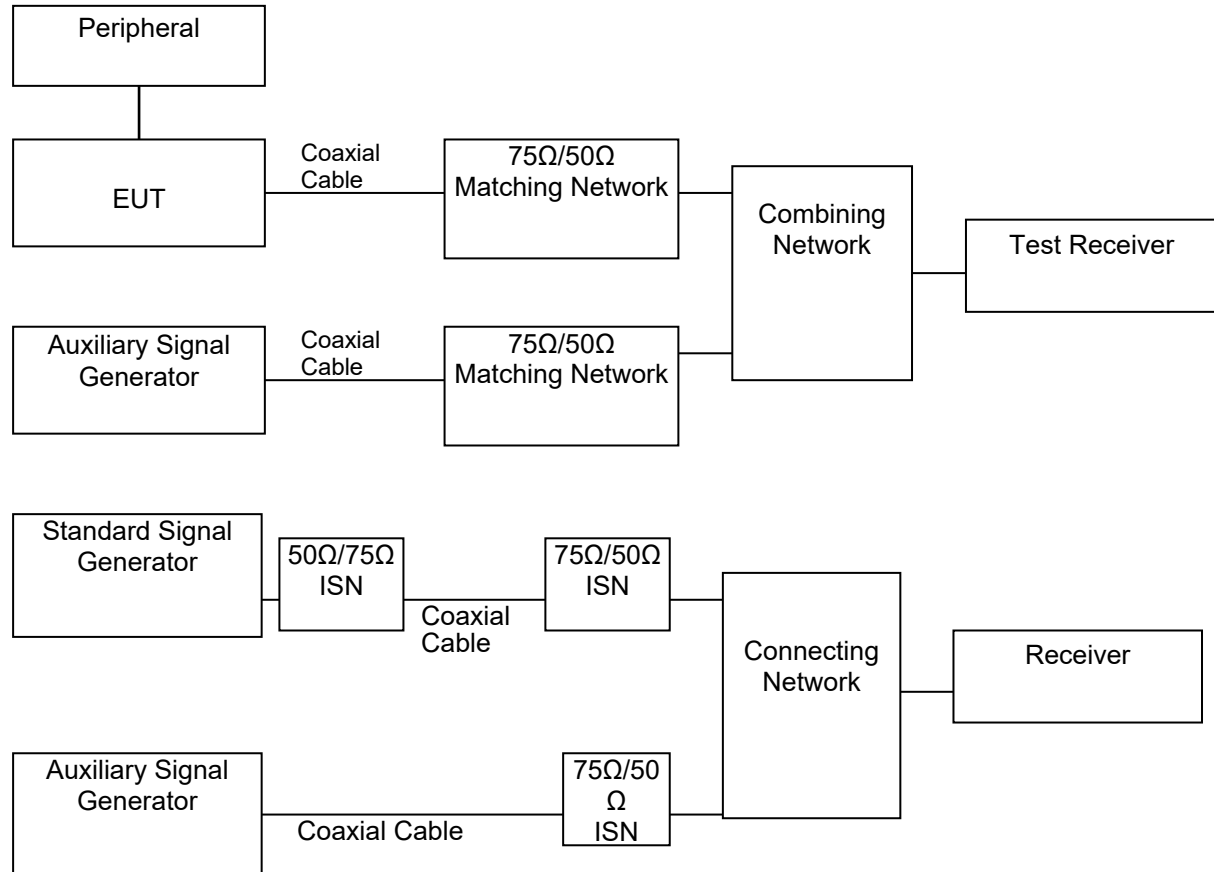 Peripheral
EUT
Coaxial
Cable
75Ω/50Ω
Matching Network
Combining
Network
Test Receiver
Auxiliary Signal
Generator
Coaxial
Cable
75Ω/50Ω
Matching Network
Standard Signal
Generator
50Ω/75Ω
ISN
Coaxial
Cable
75Ω/50Ω
ISN
Connecting
Network
Receiver
Auxiliary Signal
Generator
Coaxial Cable
75Ω/50
Ω
ISN